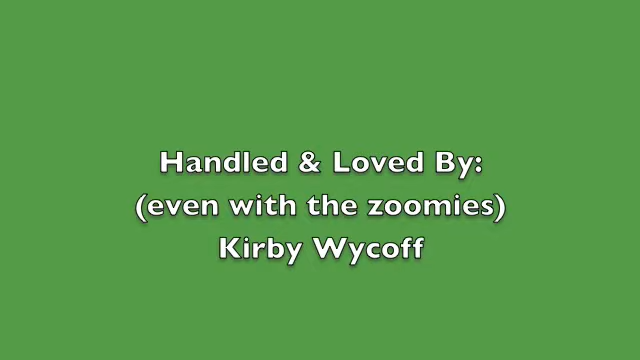 Handled & Loved By:
(even with the zoomies)
Kirby Wycoff